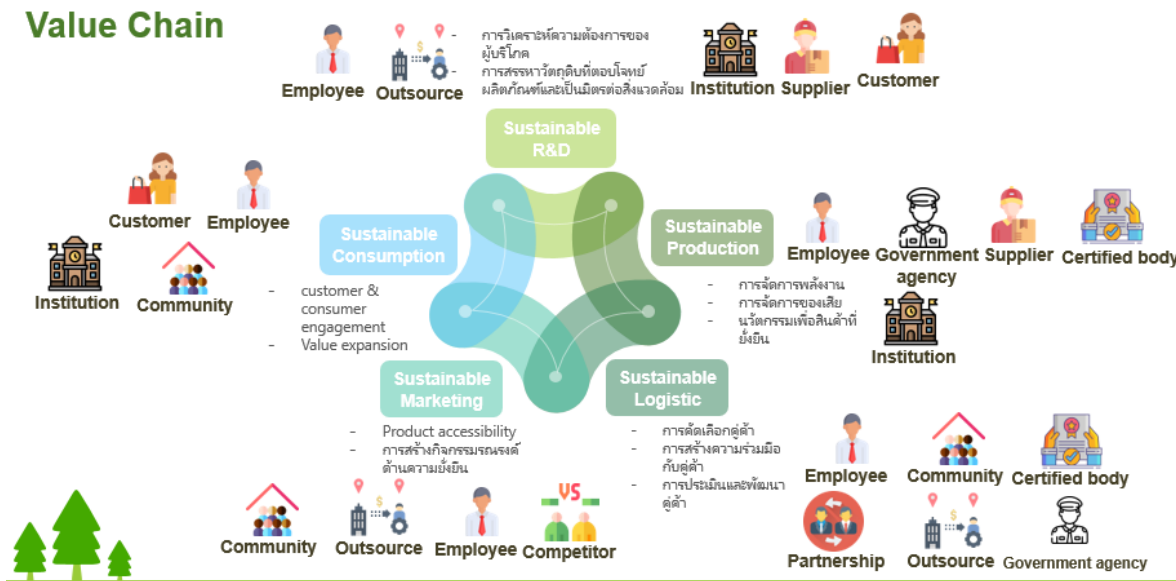 Value Chain
- การวิเคราะห์ความต้องการของ
ผู้บริโภค
- การสรรหาวัตถุดิบที่ตอบโจทย์
ผลิตภัณฑ์และเป็นมิตรต่อสิ่งแวดล้อม
Employee
Outsource
Institution
Supplier
Customer
Sustainable
R&D
Customer
Employee
Institution
Community
Sustainable
Consumption
- customer &
consumer
engagement
- Value expansion
Sustainable
Production
Employee
Government
agency
Supplier
Certified body
- การจัดการพลังงาน
- การจัดการของเสีย
- นวัตกรรมเพื่อสินค้าที่
ยั่งยืน
Institution
Sustainable
Marketing
- Product accessibility
- การสร้างกิจกรรมรณรงค์
ด้านความยั่งยืน
Community
Outsource
Employee
VS
Competitor
Sustainable
Logistic
- การคัดเลือกคู่ค้า
- การสร้างความร่วมมือ
กับคู่ค้า
- การประเมินและพัฒนา
คู่ค้า
Employee
Community
Certified body
Partnership
Outsource
Government agency